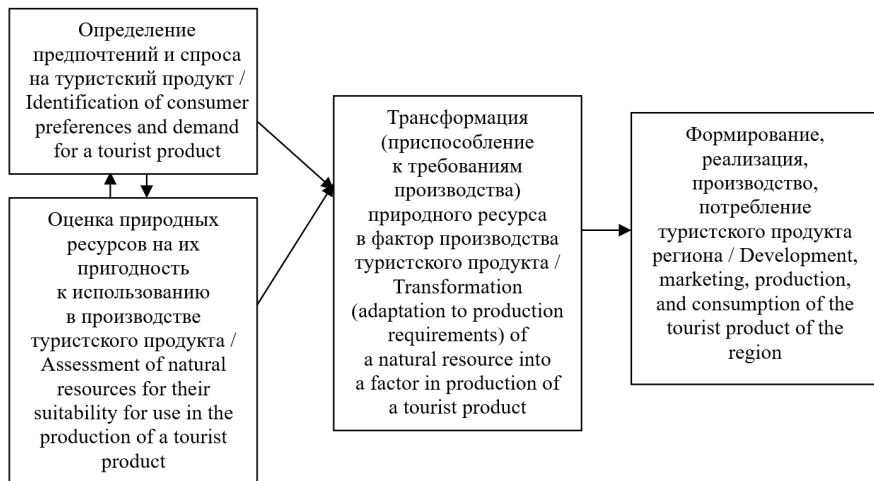 Определение
предпочтений и спроса
на туристский продукт /
Identification of consumer
preferences and demand
for a tourist product
Оценка природных
ресурсов на их
пригодность
к использованию
в производстве
туристского продукта /
Assessment of natural
resources for their
suitability for use in the
production of a tourist
product
Трансформация
(приспособление
к требованиям
производства)
природного ресурса
в фактор производства
туристского продукта /
Transformation
(adaptation to production
requirements) of
a natural resource into
a factor in production of
a tourist product
Формирование,
реализация,
производство,
потребление
туристского продукта
региона / Development,
marketing, production,
and consumption of the
tourist product of the
region